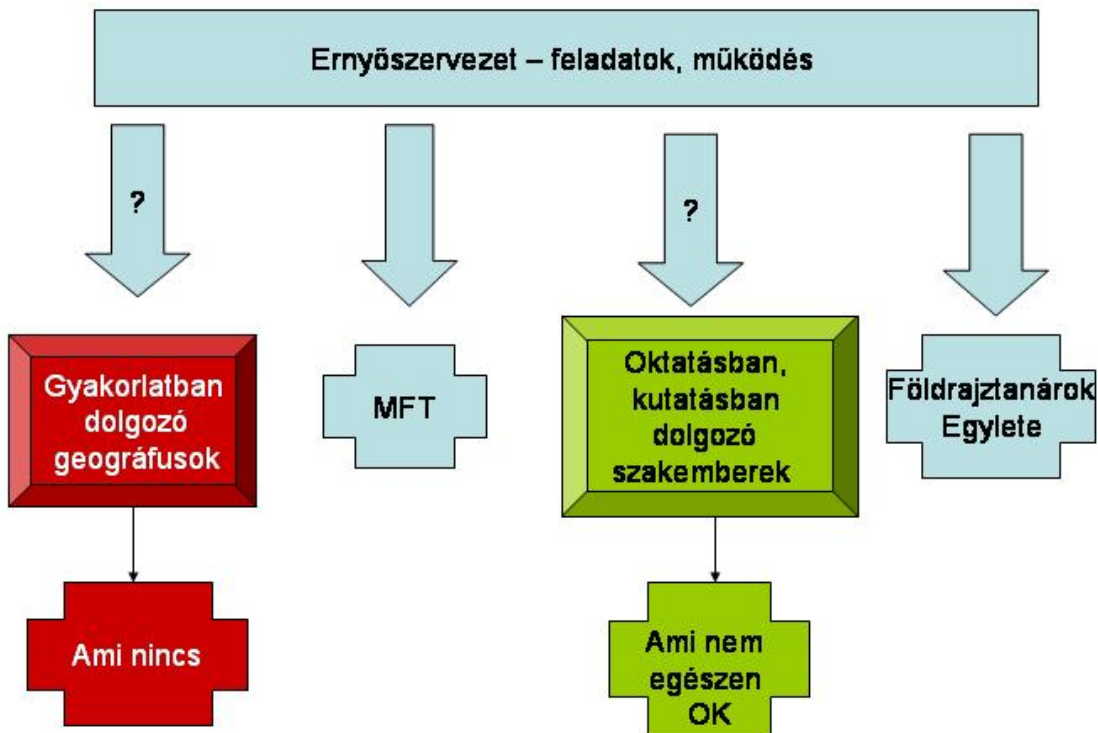 Ernyőszervezet – feladatok, működés
?
?
Gyakorlatban
dolgozó
geográfusok
MFT
Oktatásban,
kutatásban
dolgozó
szakemberek
Földrajztanárok
Egylete
Ami nincs
Ami nem
egészen
OK